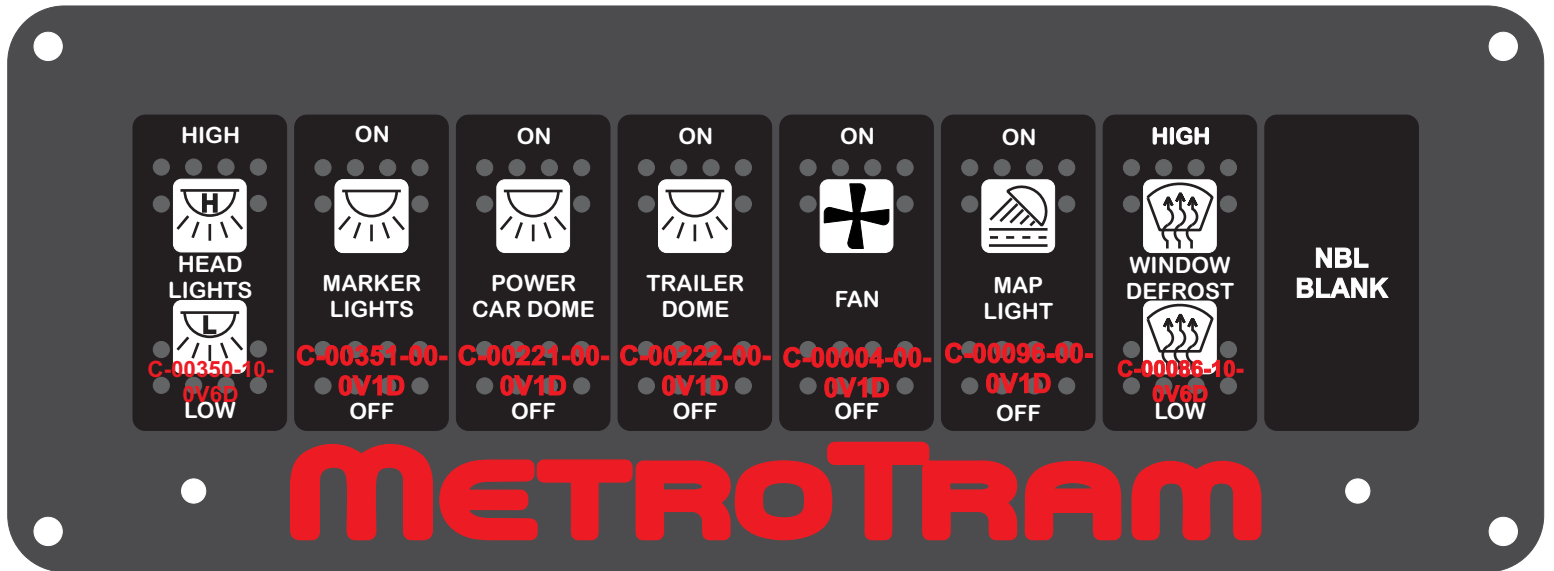 HIGH
H
HEAD
LIGHTS
L
C-00350-10-
0V6D
LOW
ON
MARKER
LIGHTS
C-00351-00-
0V1D
OFF
ON
POWER
CAR DOME
C-00221-00-
0V1D
OFF
ON
TRAILER
DOME
C-00222-00-
0V1D
OFF
ON
FAN
C-00004-00-
0V1D
OFF
ON
MAP
LIGHT
C-00096-00-
0V1D
OFF
HIGH
WINDOW
DEFROST
C-00086-10-
0V6D
LOW
NBL
BLANK
METROTRAM